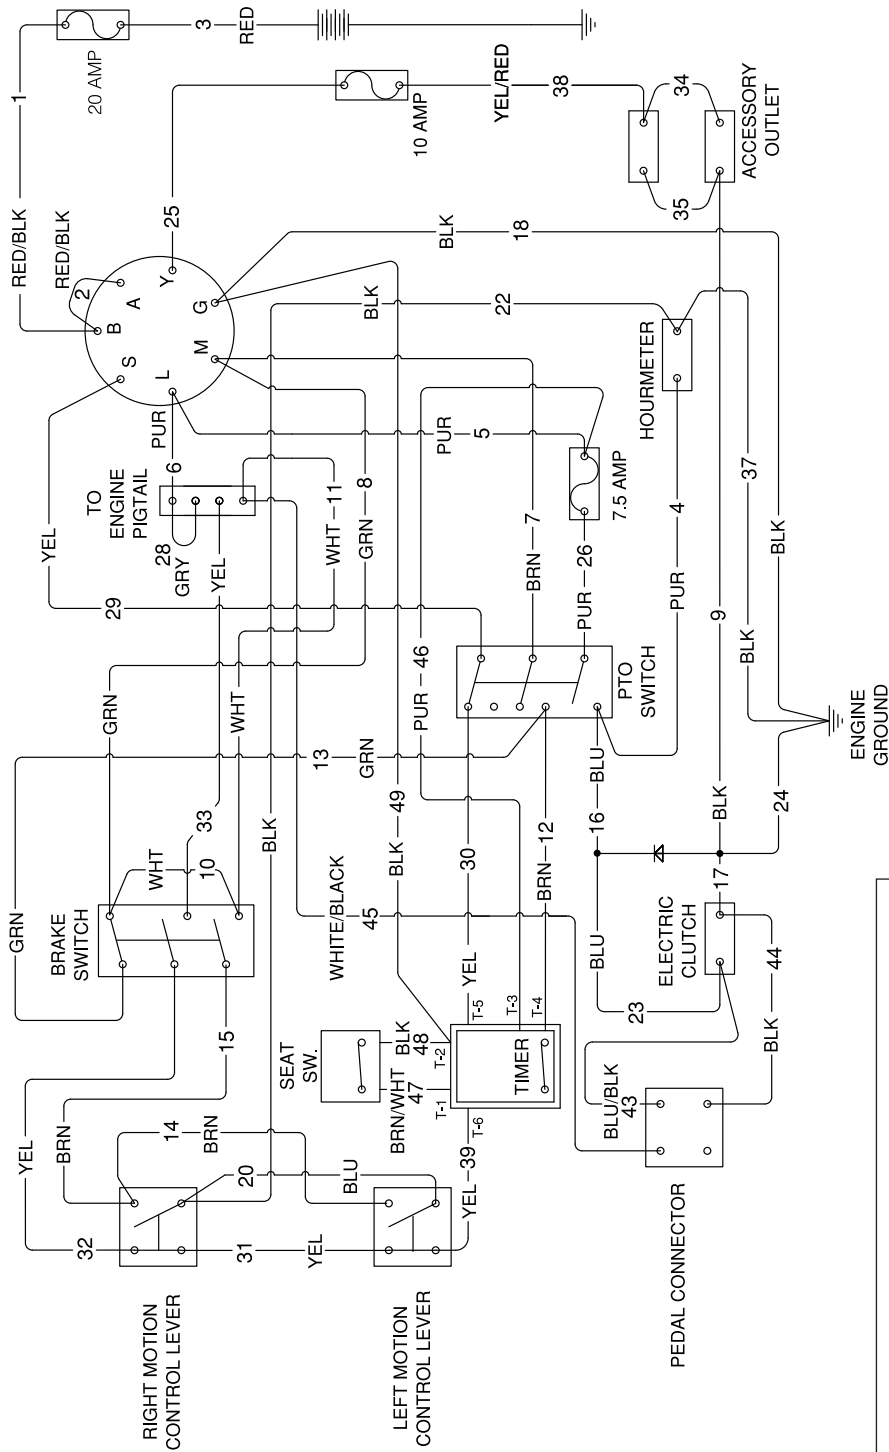 1
3
RED
20 AMP
RED/BLK
RED/BLK
2
25
10 AMP
YEL/RED
38
34
35
ACCESSORY
OUTLET
B
A
S
Y
L
M
G
BLK
18
BLK
22
HOURMETER
PUR
6
PUR
5
TO
ENGINE
PIGTAIL
28
GRY
YEL
WHT
11
GRN
8
7.5 AMP
BRN
7
PUR
26
PUR
4
37
BLK
YEL
29
9
BLK
PUR
46
PTO
SWITCH
GRN
WHT
13
GRN
BLU
ENGINE
GROUND
33
BLK
BLK
49
30
BRN
12
16
BLK
24
GRN
BRAKE
SWITCH
WHT
10
WHITE/BLACK
45
17
YEL
BLU
ELECTRIC
CLUTCH
44
BLK
23
15
SEAT
SW.
BLK
48
BRN/WHT
47
T-5
T-3
T-4
T-2
T-1
T-6
TIMER
BLU/BLK
43
PEDAL CONNECTOR
YEL
BRN
14
BRN
20
BLU
YEL
39
32
31
YEL
RIGHT MOTION
CONTROL LEVER
LEFT MOTION
CONTROL LEVER